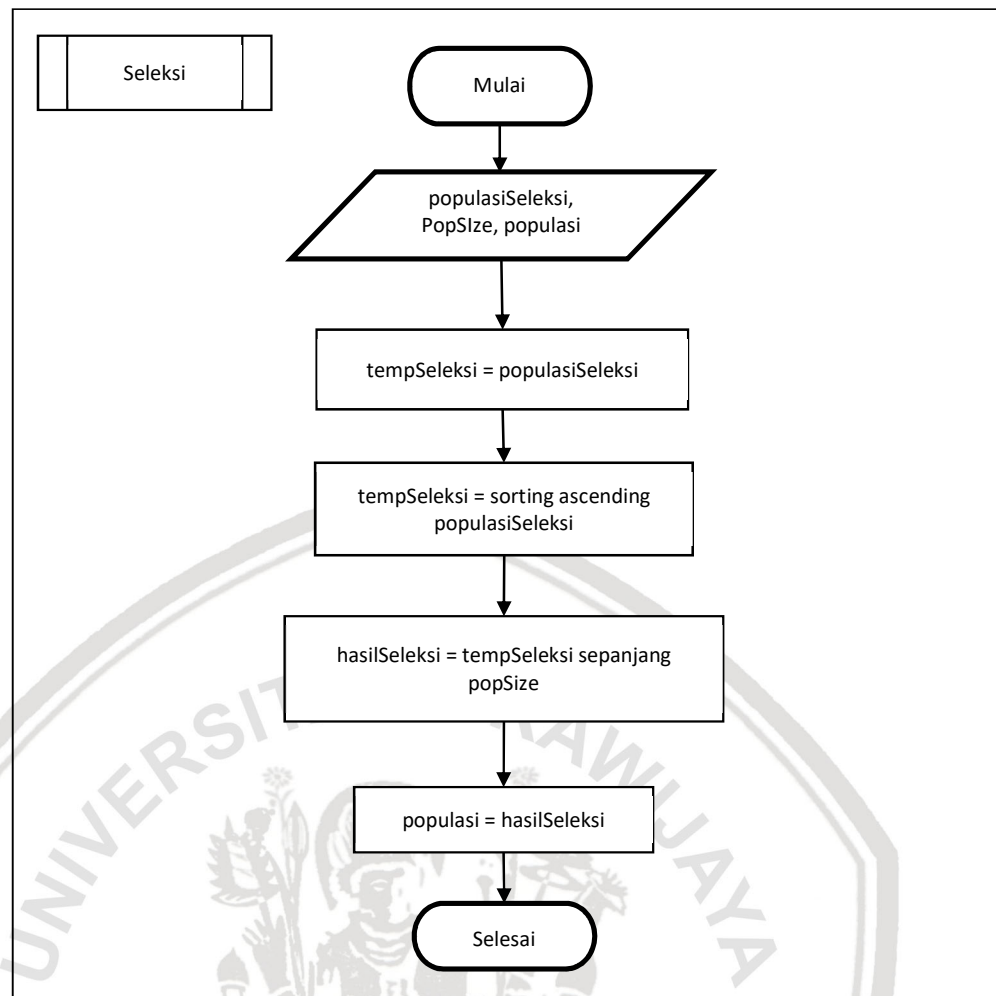 Seleksi
Mulai
populasiSeleksi,
PopSIze, populasi
tempSeleksi = populasiSeleksi
tempSeleksi = sorting ascending
populasiSeleksi
hasilSeleksi = tempSeleksi sepanjang
popSize
populasi = hasilSeleksi
Selesai